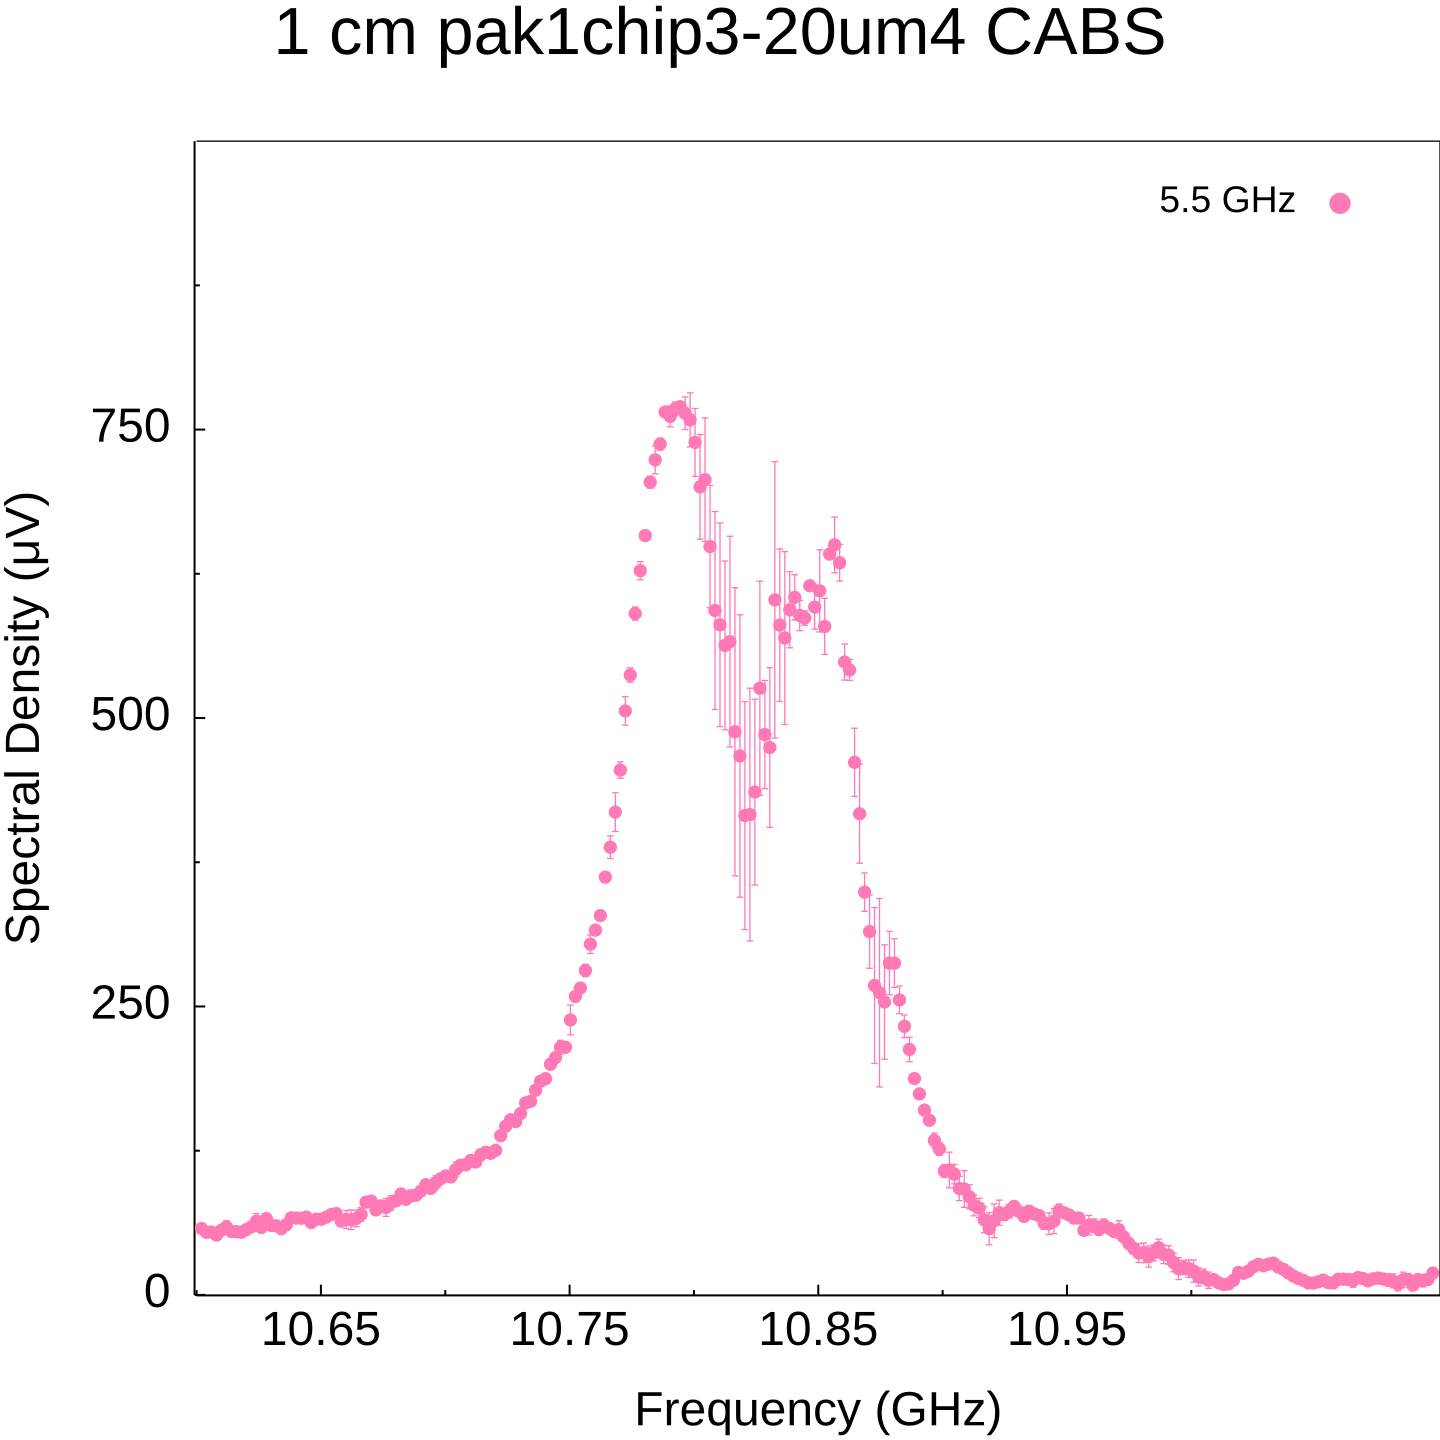 1 cm pak1chip3-20um4 CABS
5.5 GHz
750
500
250
0
Spectral Density (μV)
10.65
10.75
10.85
10.95
Frequency (GHz)